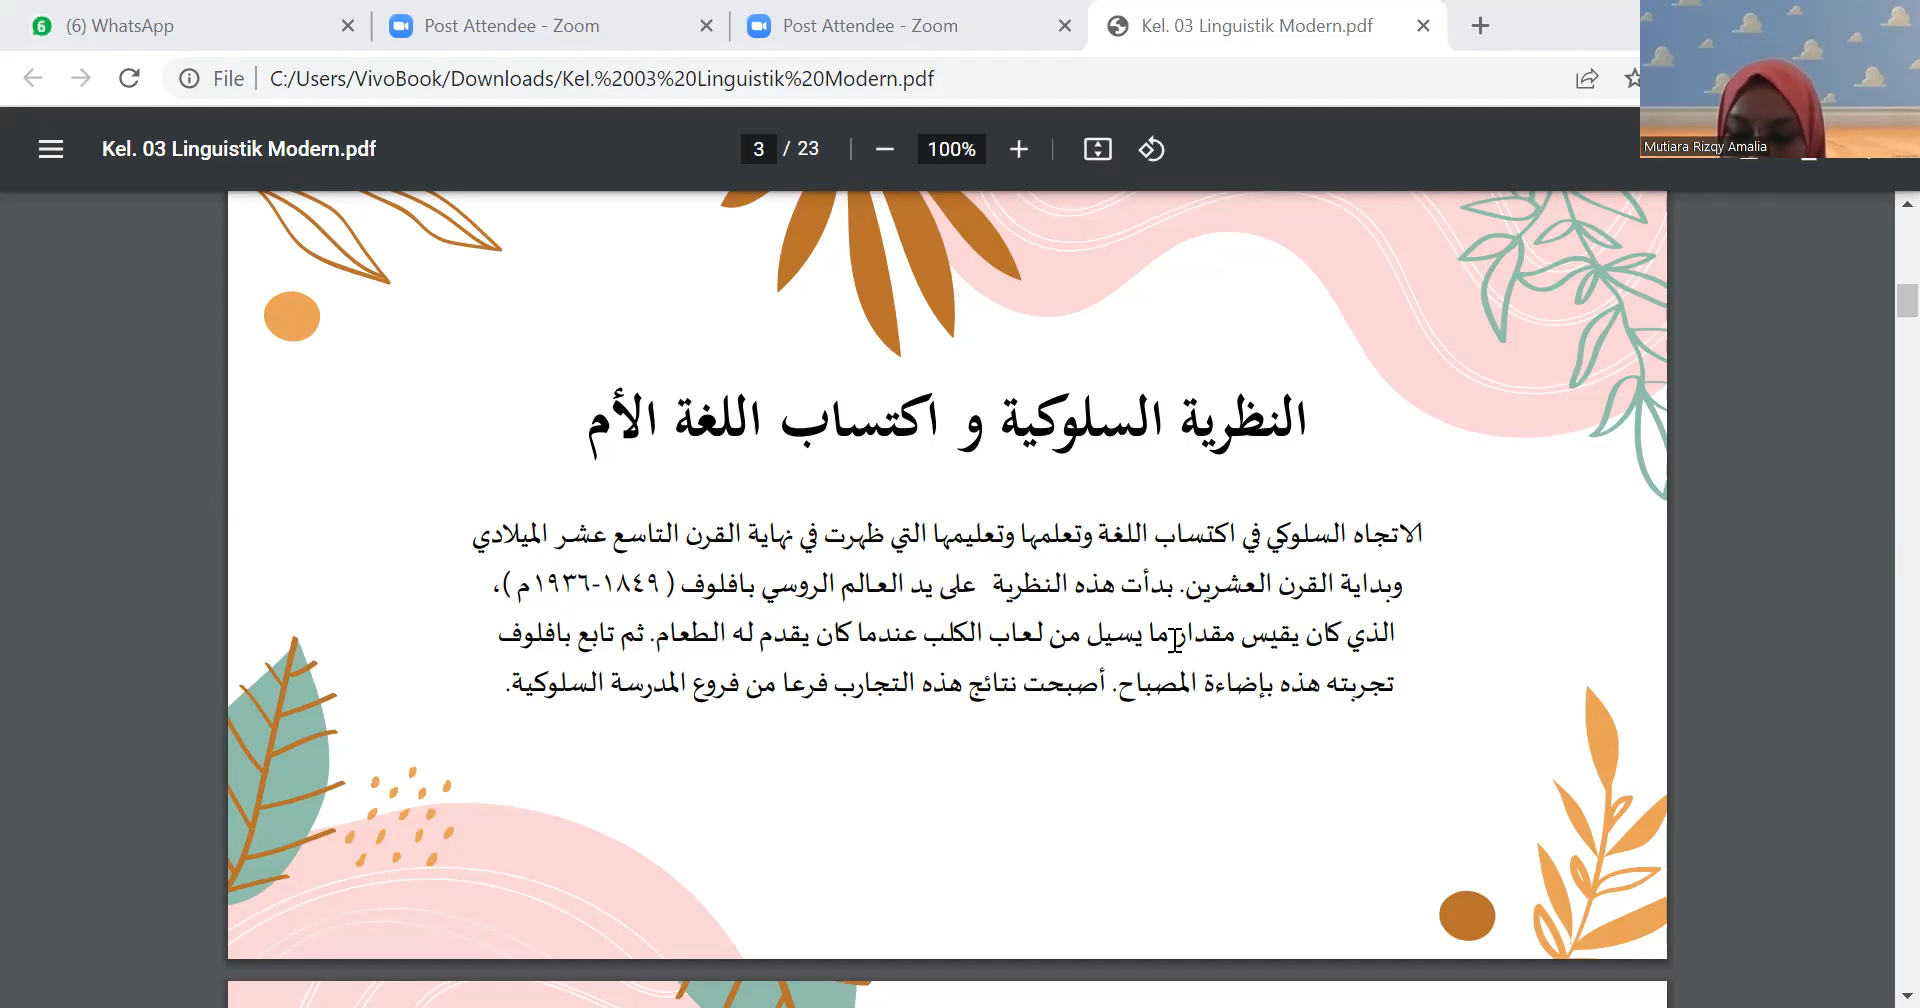 (6) WhatsApp
Post Attendee - Zoom
Post Attendee - Zoom
Kel. 03 Linguistik Modern.pdf
File
C:/Users/VivoBook/Downloads/Kel.%2003%20Linguistik%20Modern.pdf
Kel. 03 Linguistik Modern.pdf
3 / 23
100%
Mutiara Rizqy Amalia
النظرية السلوكية و اكتساب اللغة الأم
الاتجاه السلوكي في اكتساب اللغة وتعلمها وتعليمها التي ظهرت في نهاية القرن التاسع عشر الميلادي
وبداية القرن العشرين. بدأت هذه النظرية على يد العالم الروسي بافلوف ( ١٨٤٩-١٩٣٦م )،
الذي كان يقيس مقدار ما يسيل من لعاب الكلب عندما كان يقدم له الطعام. ثم تابع بافلوف
تجربته هذه بإضاءة المصباح. أصبحت نتائج هذه التجارب فرعا من فروع المدرسة السلوكية.